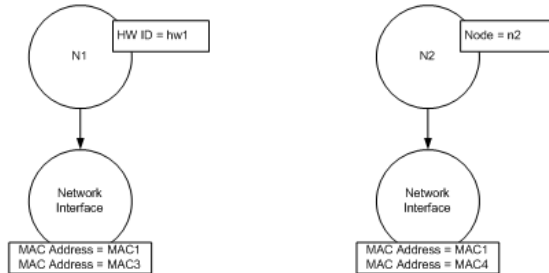 N1
HW ID = hw1
Network
Interface
MAC Address = MAC1
MAC Address = MAC3
N2
Node = n2
Network
Interface
MAC Address = MAC1
MAC Address = MAC4